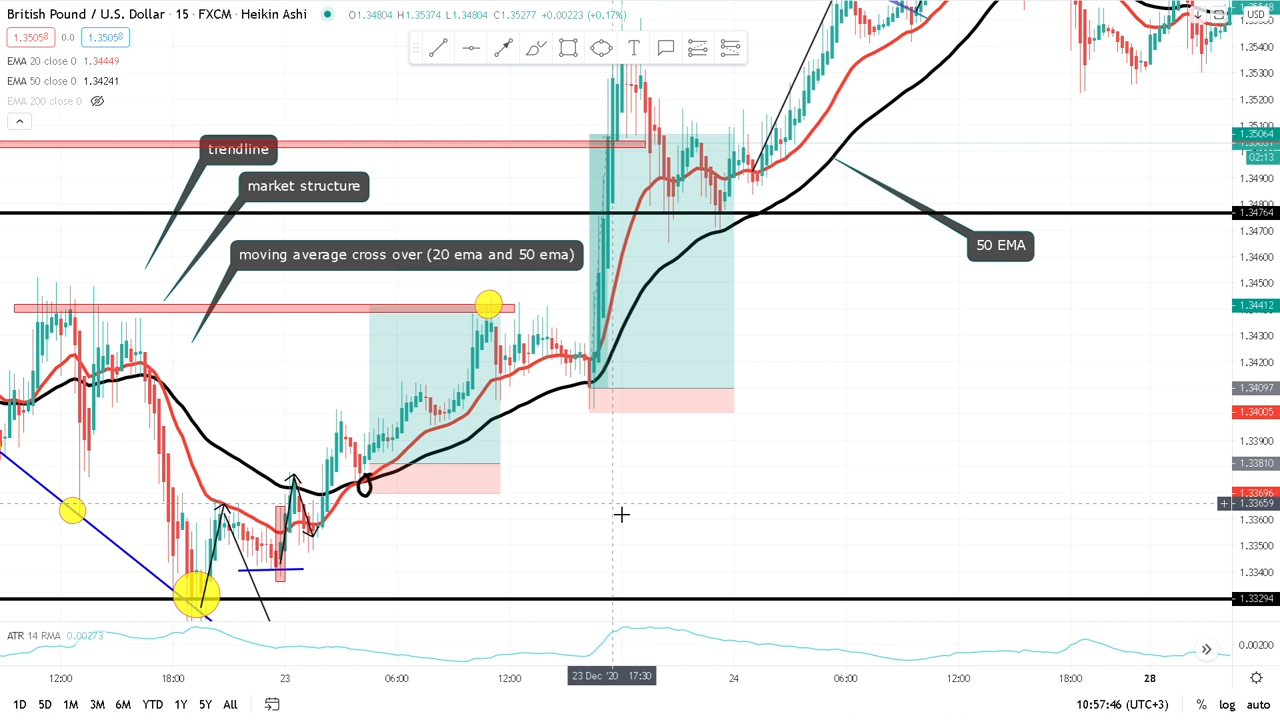 British Pound / U.S. Dollar · 15 · FXCM · Heikin Ashi O1.34804 H1.35374 L1.34804 C1.35277 +0.00223 (+0.17%)
USD
1.35058 0.0 1.35058
EMA 20 close 0 1.34449
EMA 50 close 0 1.34241
EMA 200 close 0
1.35400
1.35300
1.35200
1.35064
02:13
1.34900
1.34764
1.34700
1.34600
1.34500
1.34412
1.34300
1.34200
1.34097
1.34005
1.33900
1.33810
1.33696
1.33659
1.33600
1.33500
1.33400
1.33294
trendline
market structure
moving average cross over (20 ema and 50 ema)
50 EMA
ATR 14 RMA 0.00273
0.00200
12:00 18:00 23 06:00 12:00 23 Dec '20 17:30 24 06:00 12:00 18:00 28
1D 5D 1M 3M 6M YTD 1Y 5Y All 10:57:46 (UTC+3) % log auto